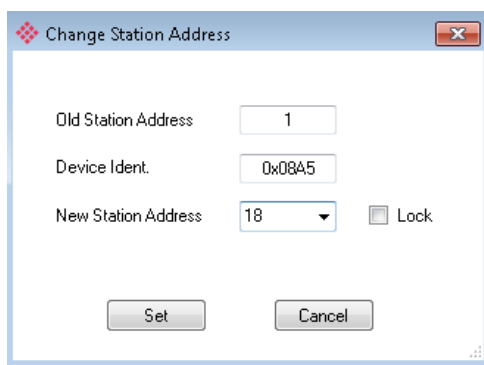 Change Station Address
Old Station Address 1
Device Ident. 0x08A5
New Station Address 18 Lock
Set Cancel